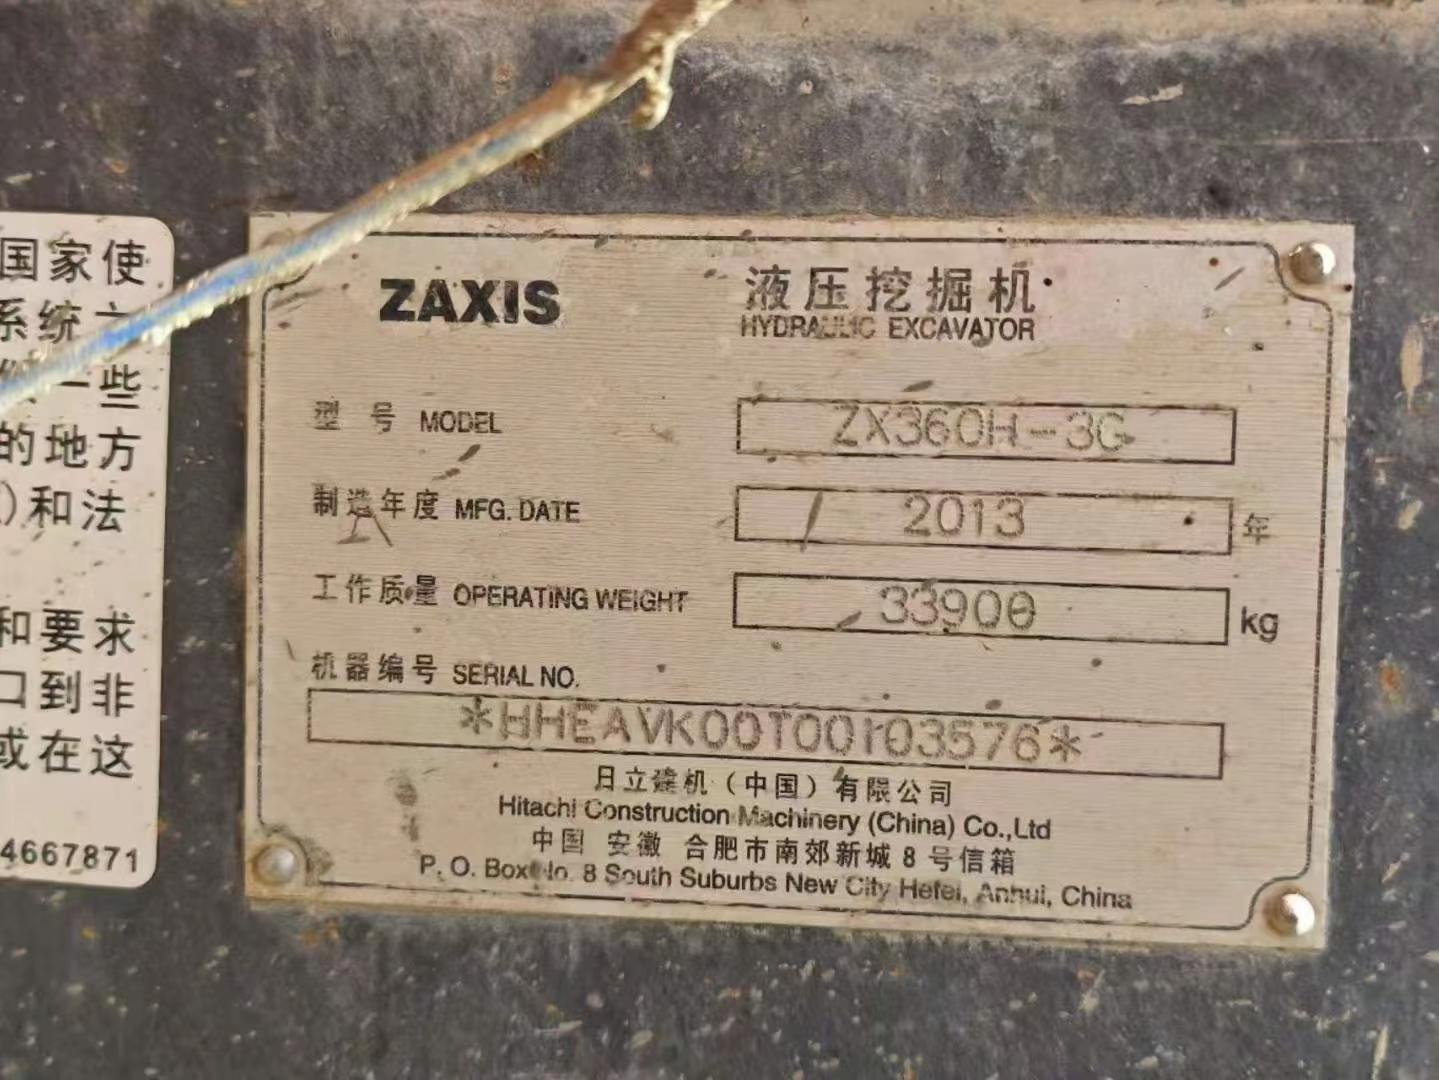 国家使
系统
一些
的地方
)和法
和要求
口到非
或在这
4667871
ZAXIS
液压挖掘机
HYDRAULIC EXCAVATOR
型号 MODEL ZX360H-3G
制造年度 MFG. DATE 2013 年
工作质量 OPERATING WEIGHT 33900 kg
机器编号 SERIAL NO.
*HHEAVK00T00103576*
日立建机（中国）有限公司
Hitachi Construction Machinery (China) Co.,Ltd
中国 安徽 合肥市南郊新城 8 号信箱
P. O. Box No. 8 South Suburbs New City Hefei, Anhui, China